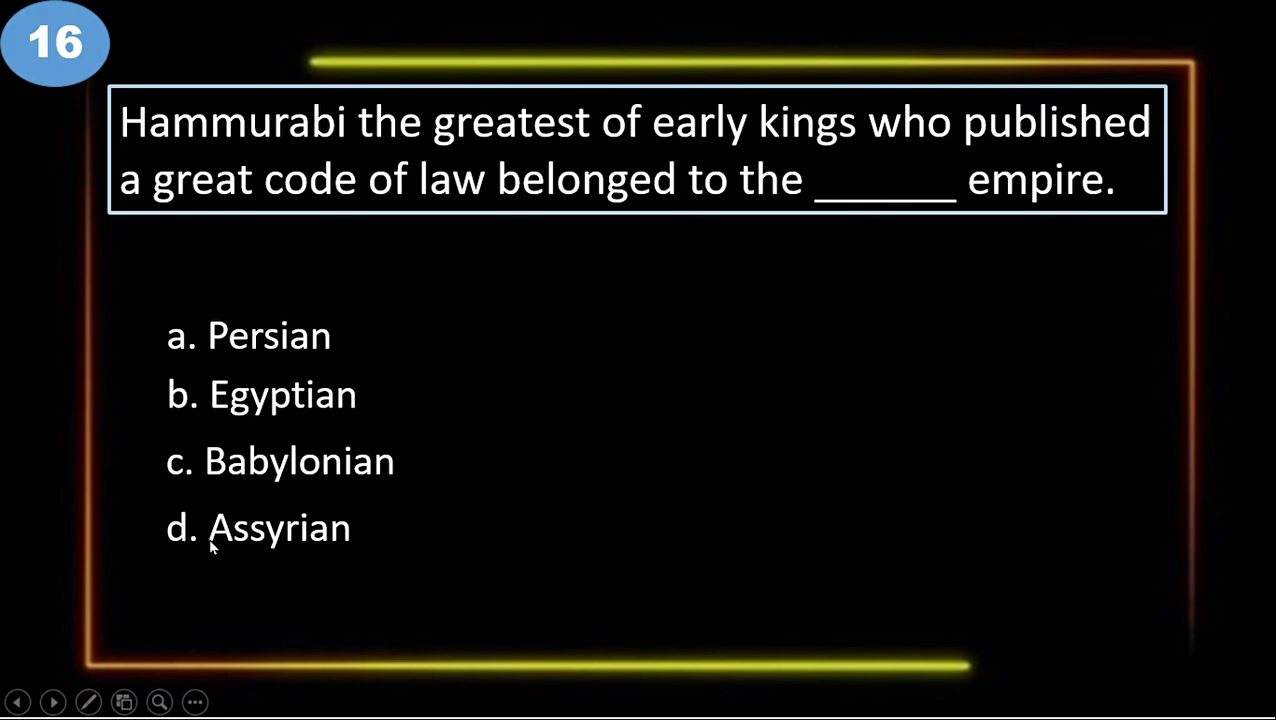 16
Hammurabi the greatest of early kings who published
a great code of law belonged to the _______ empire.
a. Persian
b. Egyptian
c. Babylonian
d. Assyrian